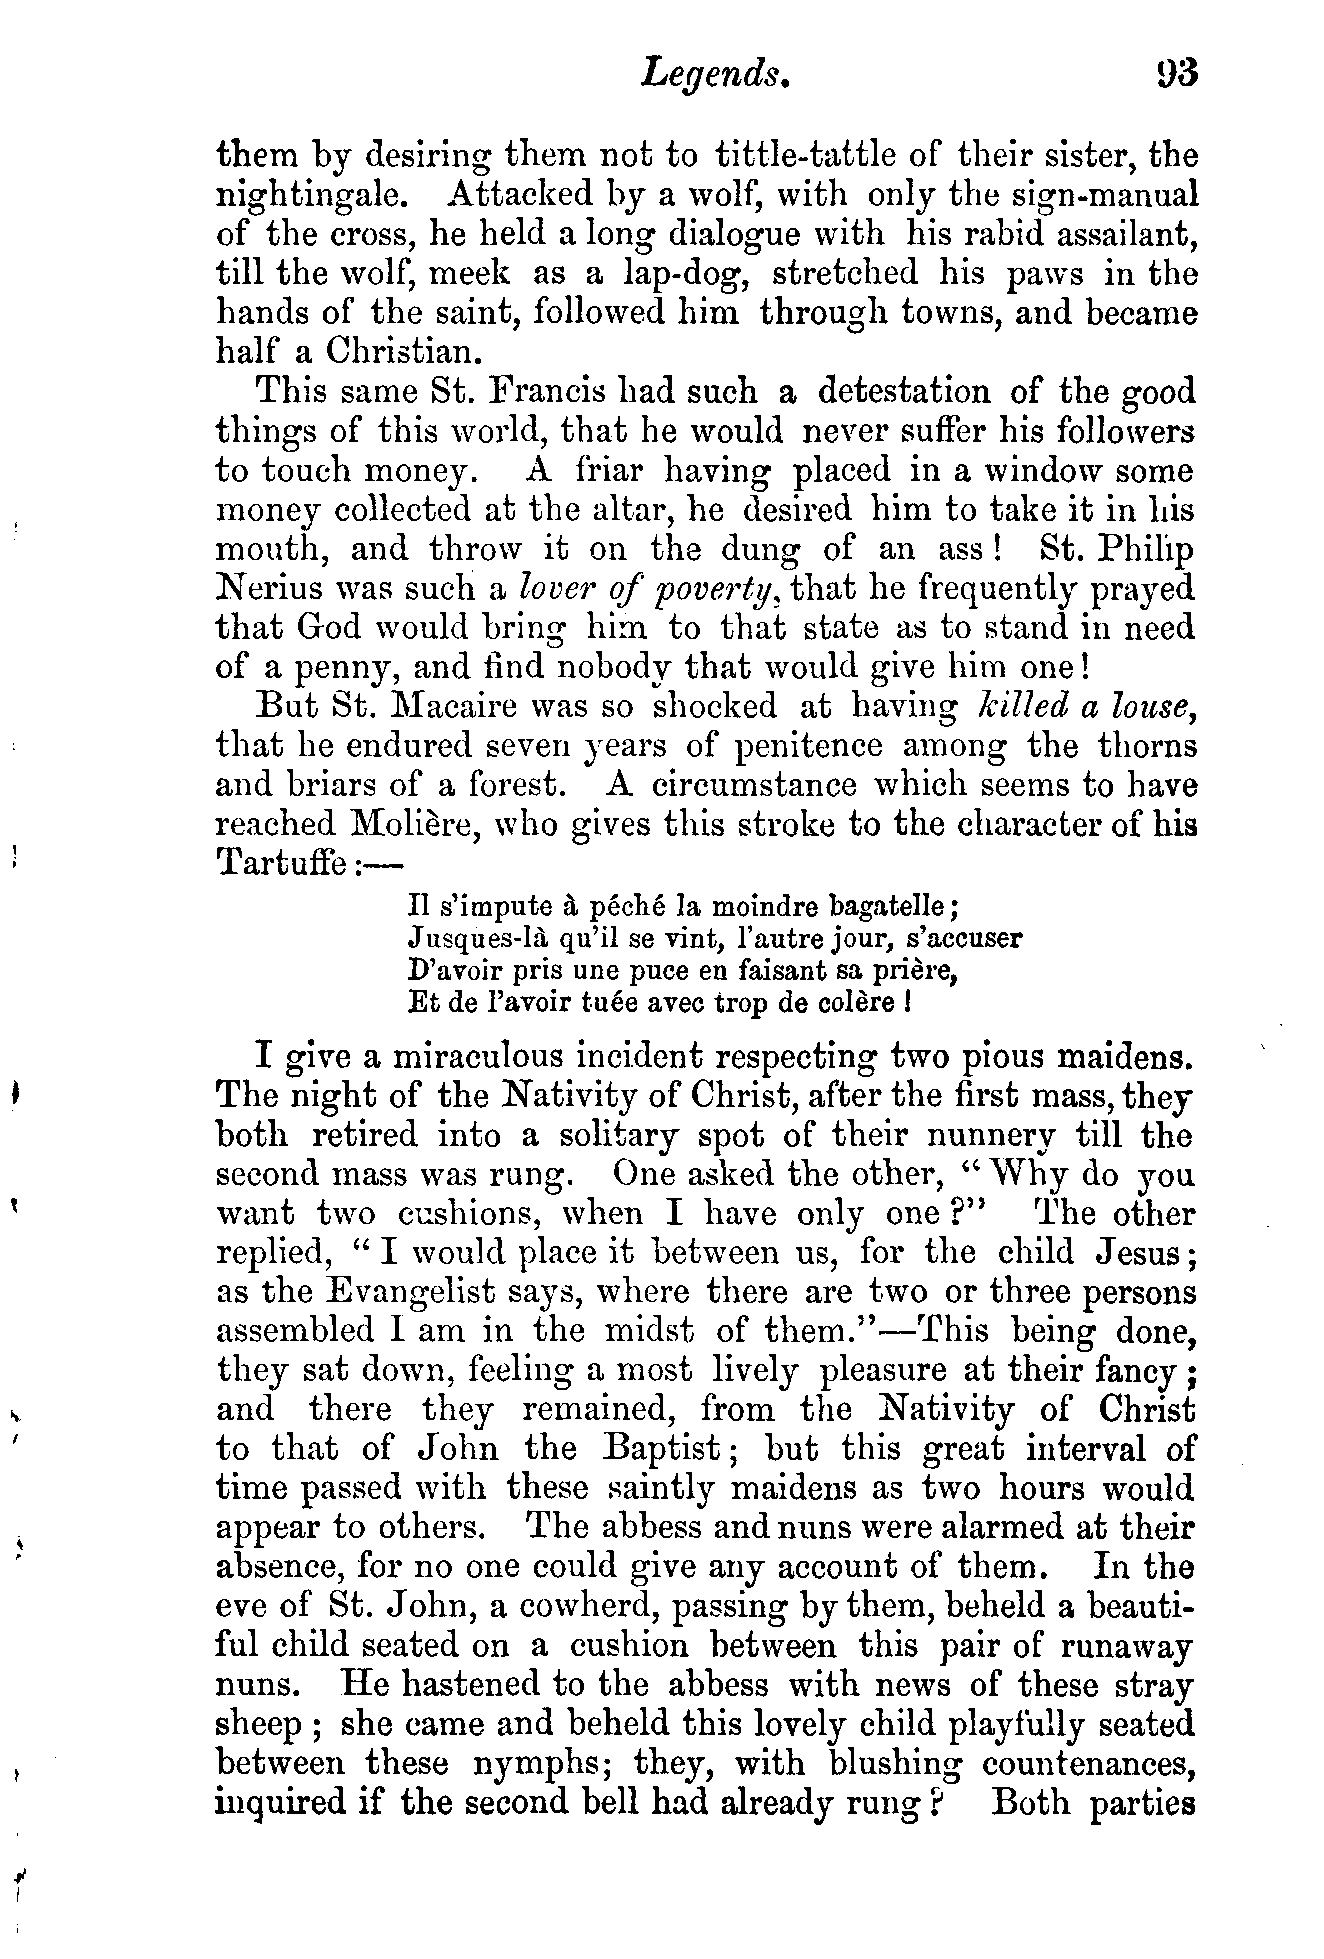 Legends. 93
them by desiring them not to tittle-tattle of their sister, the
nightingale. Attacked by a wolf, with only the sign-manual
of the cross, he held a long dialogue with his rabid assailant,
till the wolf, meek as a lap-dog, stretched his paws in the
hands of the saint, followed him through towns, and became
half a Christian.
This same St. Francis had such a detestation of the good
things of this world, that he would never suffer his followers
to touch money. A friar having placed in a window some
money collected at the altar, he desired him to take it in his
mouth, and throw it on the dung of an ass! St. Philip
Nerius was such a lover of poverty, that he frequently prayed
that God would bring him to that state as to stand in need
of a penny, and find nobody that would give him one!
But St. Macaire was so shocked at having killed a louse,
that he endured seven years of penitence among the thorns
and briars of a forest. A circumstance which seems to have
reached Molière, who gives this stroke to the character of his
Tartuffe:—
Il s'impute à péché la moindre bagatelle;
Jusques-là qu'il se vint, l'autre jour, s'accuser
D'avoir pris une puce en faisant sa prière,
Et de l'avoir tuée avec trop de colère!
I give a miraculous incident respecting two pious maidens.
The night of the Nativity of Christ, after the first mass, they
both retired into a solitary spot of their nunnery till the
second mass was rung. One asked the other, "Why do you
want two cushions, when I have only one?" The other
replied, "I would place it between us, for the child Jesus;
as the Evangelist says, where there are two or three persons
assembled I am in the midst of them."—This being done,
they sat down, feeling a most lively pleasure at their fancy;
and there they remained, from the Nativity of Christ
to that of John the Baptist; but this great interval of
time passed with these saintly maidens as two hours would
appear to others. The abbess and nuns were alarmed at their
absence, for no one could give any account of them. In the
eve of St. John, a cowherd, passing by them, beheld a beauti-
ful child seated on a cushion between this pair of runaway
nuns. He hastened to the abbess with news of these stray
sheep; she came and beheld this lovely child playfully seated
between these nymphs; they, with blushing countenances,
inquired if the second bell had already rung? Both parties